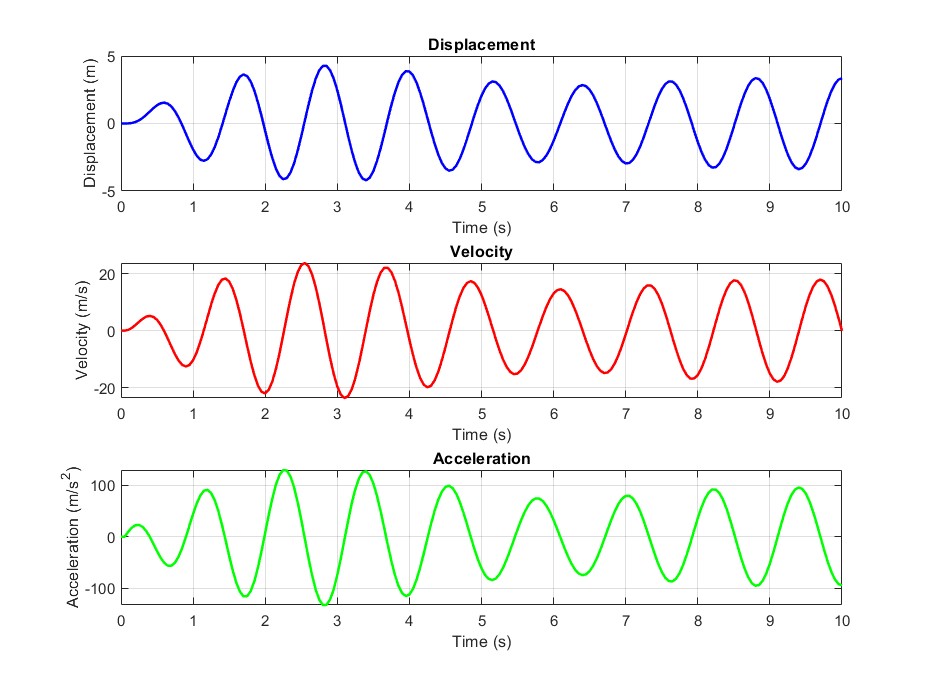 Displacement
Displacement (m)
5
0
-5
0 1 2 3 4 5 6 7 8 9 10
Time (s)
Velocity
Velocity (m/s)
20
0
-20
0 1 2 3 4 5 6 7 8 9 10
Time (s)
Acceleration
Acceleration (m/s²)
100
0
-100
0 1 2 3 4 5 6 7 8 9 10
Time (s)